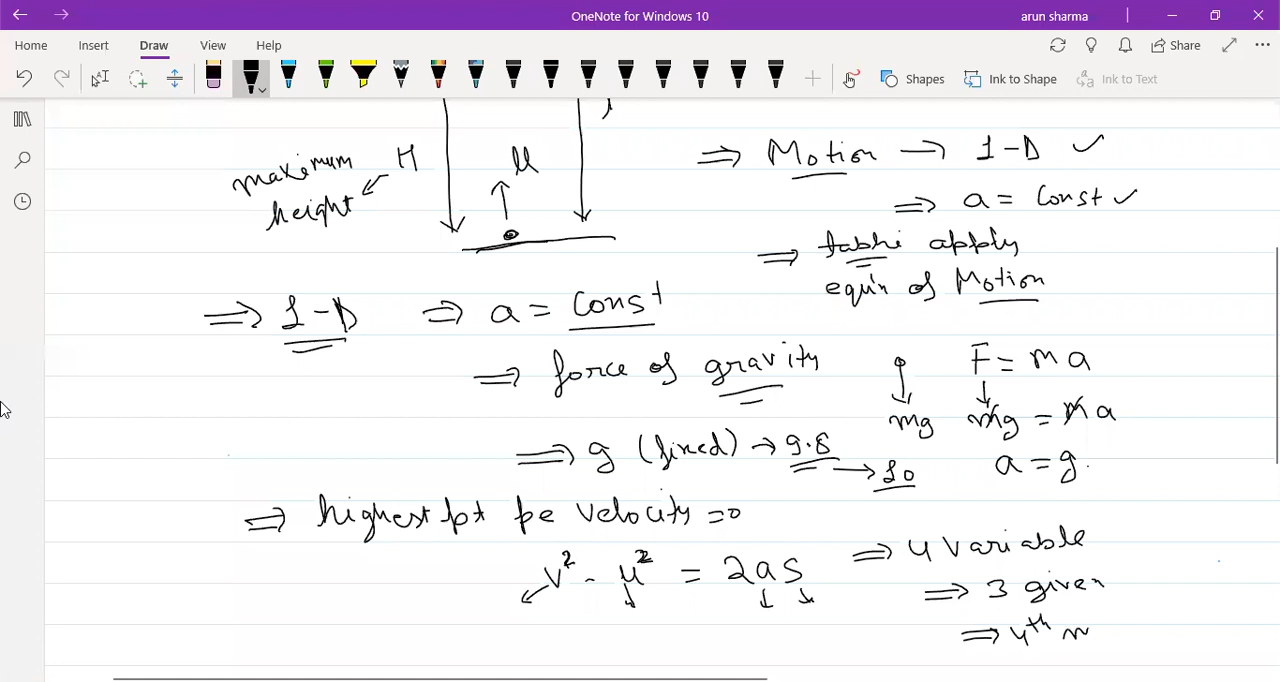 OneNote for Windows 10
arun sharma
Home Insert Draw View Help
Share
Shapes
Ink to Shape
Ink to Text
maximum
height
H
u
⇒ Motion → 1-D ✓
⇒ a = Const ✓
⇒ tabhi apply
eqn of Motion
⇒ 1-D ⇒ a = Const
⇒ force of gravity
mg
F = ma
mg = ma
a = g
⇒ g (fixed) → 9.8 → 10
⇒ highest pt pe velocity = 0
v² - u² = 2as
⇒ 4 variable
⇒ 3 given
⇒ 4th